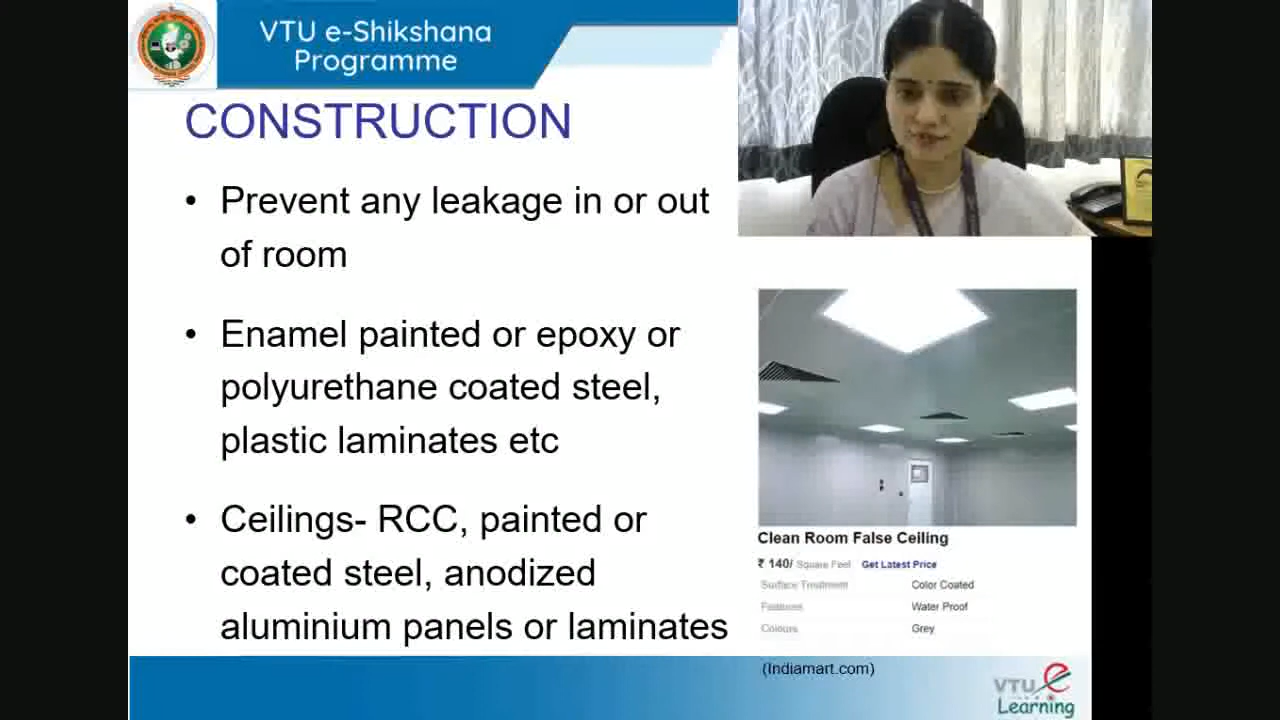 VTU e-Shikshana
Programme
CONSTRUCTION
• Prevent any leakage in or out
of room
• Enamel painted or epoxy or
polyurethane coated steel,
plastic laminates etc
• Ceilings- RCC, painted or
coated steel, anodized
aluminium panels or laminates
Clean Room False Ceiling
₹ 140/ Square Feet Get Latest Price
Surface Treatment Color Coated
Features Water Proof
Colours Grey
(Indiamart.com)
VTU e
Learning